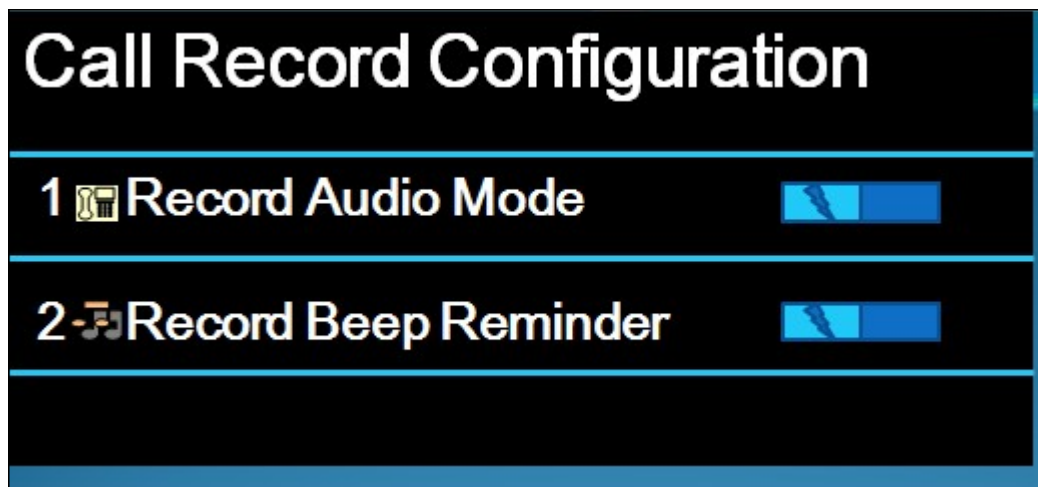 Call Record Configuration
1 Record Audio Mode
2 Record Beep Reminder